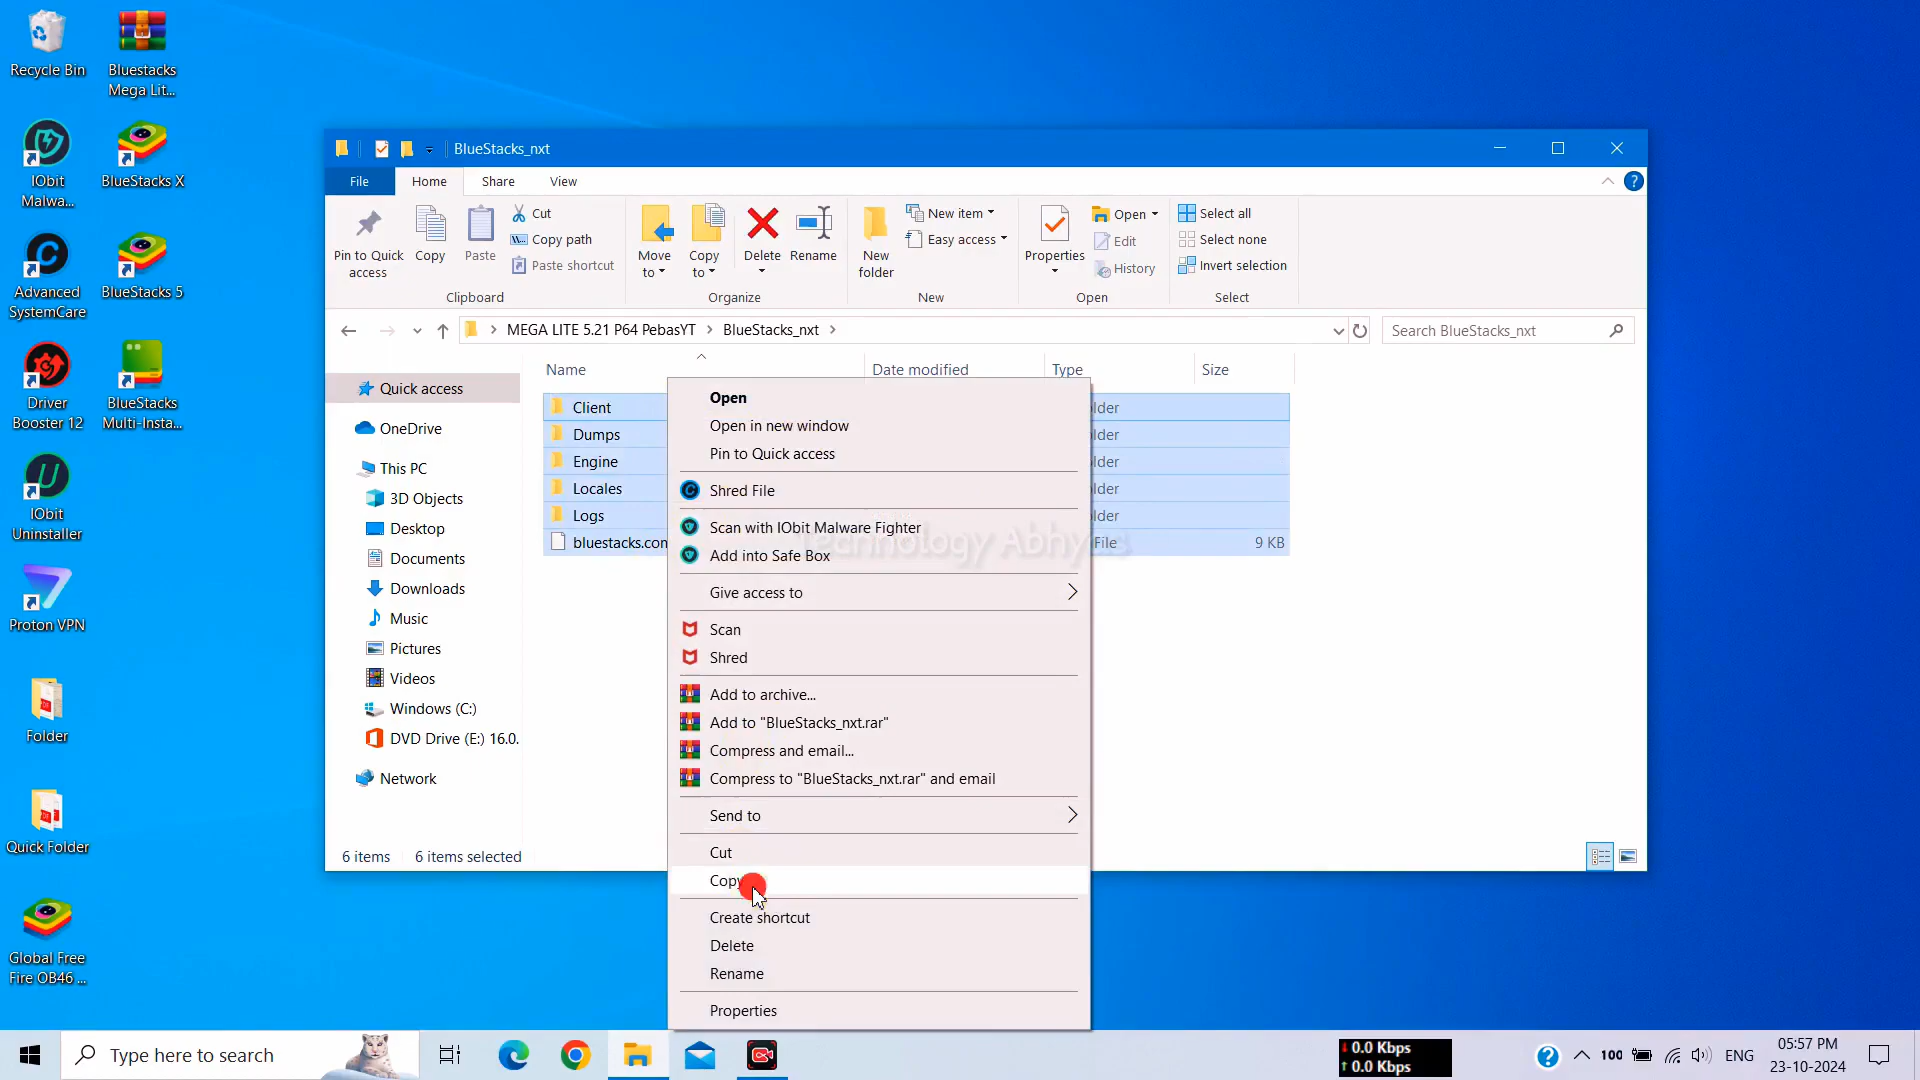 Recycle Bin
Bluestacks
Mega Lit...
IObit
Malwa...
BlueStacks X
Advanced
SystemCare
BlueStacks 5
Driver
Booster 12
BlueStacks
Multi-Insta...
IObit
Uninstaller
Proton VPN
Folder
Quick Folder
Global Free
Fire OB46 ...
BlueStacks_nxt
File
Home
Share
View
Pin to Quick
access
Copy
Paste
Cut
Copy path
Paste shortcut
Clipboard
Move
to
Copy
to
Delete
Rename
Organize
New
folder
New item
Easy access
New
Properties
Open
Edit
History
Open
Select all
Select none
Invert selection
Select
MEGA LITE 5.21 P64 PebasYT
BlueStacks_nxt
Search BlueStacks_nxt
Name
Date modified
Type
Size
Quick access
OneDrive
This PC
3D Objects
Desktop
Documents
Downloads
Music
Pictures
Videos
Windows (C:)
DVD Drive (E:) 16.0.
Network
Client
Dumps
Engine
Locales
Logs
bluestacks.con
lder
lder
lder
lder
lder
File
9 KB
Open
Open in new window
Pin to Quick access
Shred File
Scan with IObit Malware Fighter
Add into Safe Box
Technology Abhyas
Give access to
Scan
Shred
Add to archive...
Add to "BlueStacks_nxt.rar"
Compress and email...
Compress to "BlueStacks_nxt.rar" and email
Send to
Cut
Copy
Create shortcut
Delete
Rename
Properties
6 items
6 items selected
Type here to search
0.0 Kbps
0.0 Kbps
100
ENG
05:57 PM
23-10-2024